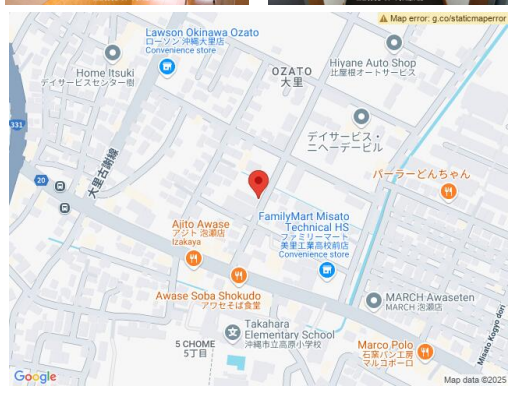 Map error: g.co/staticmaperror
Lawson Okinawa Ozato
ローソン 沖縄大里店
Convenience store
Home Itsuki
デイサービスセンター樹
OZATO
大里
Hiyane Auto Shop
比屋根オートサービス
デイサービス・
ニヘーデービル
331
20
大里古謝線
パーラーどんちゃん
Ajito Awase
アジト 泡瀬店
Izakaya
FamilyMart Misato
Technical HS
ファミリーマート
美里工業高校前店
Convenience store
Awase Soba Shokudo
アワセそば食堂
MARCH Awaseten
MARCH 泡瀬店
Takahara
Elementary School
沖縄市立高原小学校
5 CHOME
5丁目
Marco Polo
石窯パン工房
マルコポーロ
Misato Kogyo dori
Google
Map data ©2025